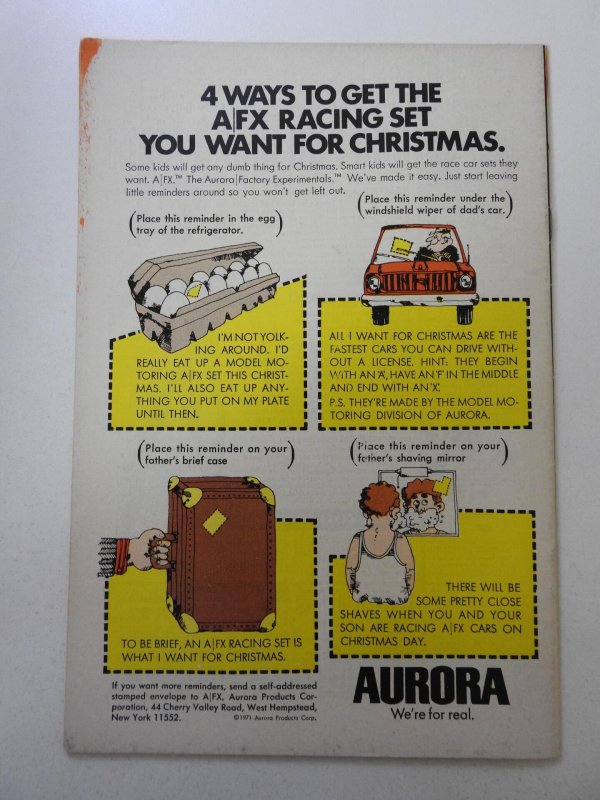 4 WAYS TO GET THE
A|FX RACING SET
YOU WANT FOR CHRISTMAS.
Some kids will get any dumb thing for Christmas. Smart kids will get the race car sets they
want. A|FX.™ The Aurora|Factory Experimentals.™ We've made it easy. Just start leaving
little reminders around so you won't get left out.
(Place this reminder in the egg
tray of the refrigerator.)
I'M NOT YOLK-
ING AROUND. I'D
REALLY EAT UP A MODEL MO-
TORING A|FX SET THIS CHRIST-
MAS. I'LL ALSO EAT UP ANY-
THING YOU PUT ON MY PLATE
UNTIL THEN.
(Place this reminder under the
windshield wiper of dad's car.)
ALL I WANT FOR CHRISTMAS ARE THE
FASTEST CARS YOU CAN DRIVE WITH-
OUT A LICENSE. HINT: THEY BEGIN
WITH AN 'A', HAVE AN 'F' IN THE MIDDLE
AND END WITH AN 'X'.
P.S. THEY'RE MADE BY THE MODEL MO-
TORING DIVISION OF AURORA.
(Place this reminder on your
father's brief case)
TO BE BRIEF, AN A|FX RACING SET IS
WHAT I WANT FOR CHRISTMAS.
(Place this reminder on your
father's shaving mirror)
THERE WILL BE
SOME PRETTY CLOSE
SHAVES WHEN YOU AND YOUR
SON ARE RACING A|FX CARS ON
CHRISTMAS DAY.
If you want more reminders, send a self-addressed
stamped envelope to A|FX, Aurora Products Cor-
poration, 44 Cherry Valley Road, West Hempstead,
New York 11552. ©1971 Aurora Products Corp.
AURORA
We're for real.